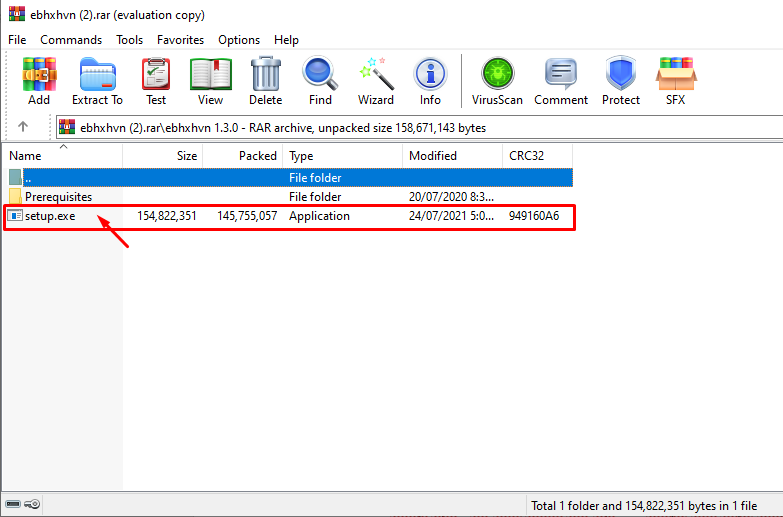 ebhxhvn (2).rar (evaluation copy)
File Commands Tools Favorites Options Help
Add Extract To Test View Delete Find Wizard Info VirusScan Comment Protect SFX
ebhxhvn (2).rar\ebhxhvn 1.3.0 - RAR archive, unpacked size 158,671,143 bytes
Name Size Packed Type Modified CRC32
.. File folder
Prerequisites File folder 20/07/2020 8:3...
setup.exe 154,822,351 145,755,057 Application 24/07/2021 5:0... 949160A6
Total 1 folder and 154,822,351 bytes in 1 file